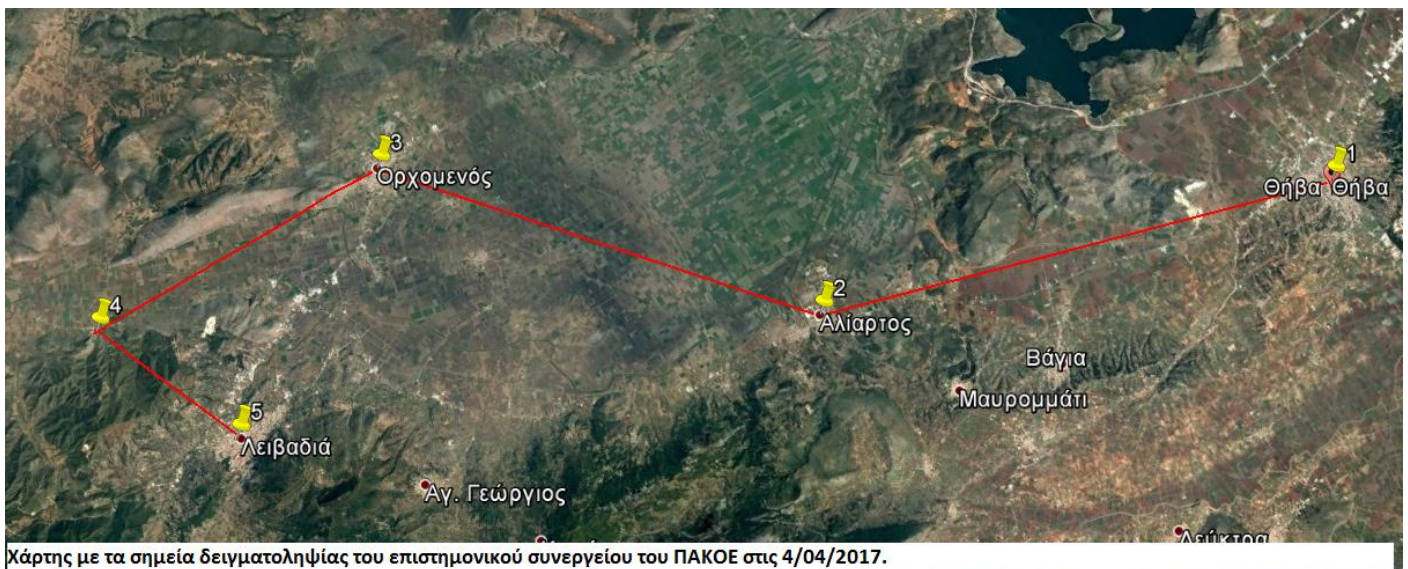 3
Ορχομενός
1
Θήβα Θήβα
4
2
Αλίαρτος
Βάγια
Μαυρομμάτι
5
Λειβαδιά
Αγ. Γεώργιος
Λεύκτρα
Χάρτης με τα σημεία δειγματοληψίας του επιστημονικού συνεργείου του ΠΑΚΟΕ στις 4/04/2017.